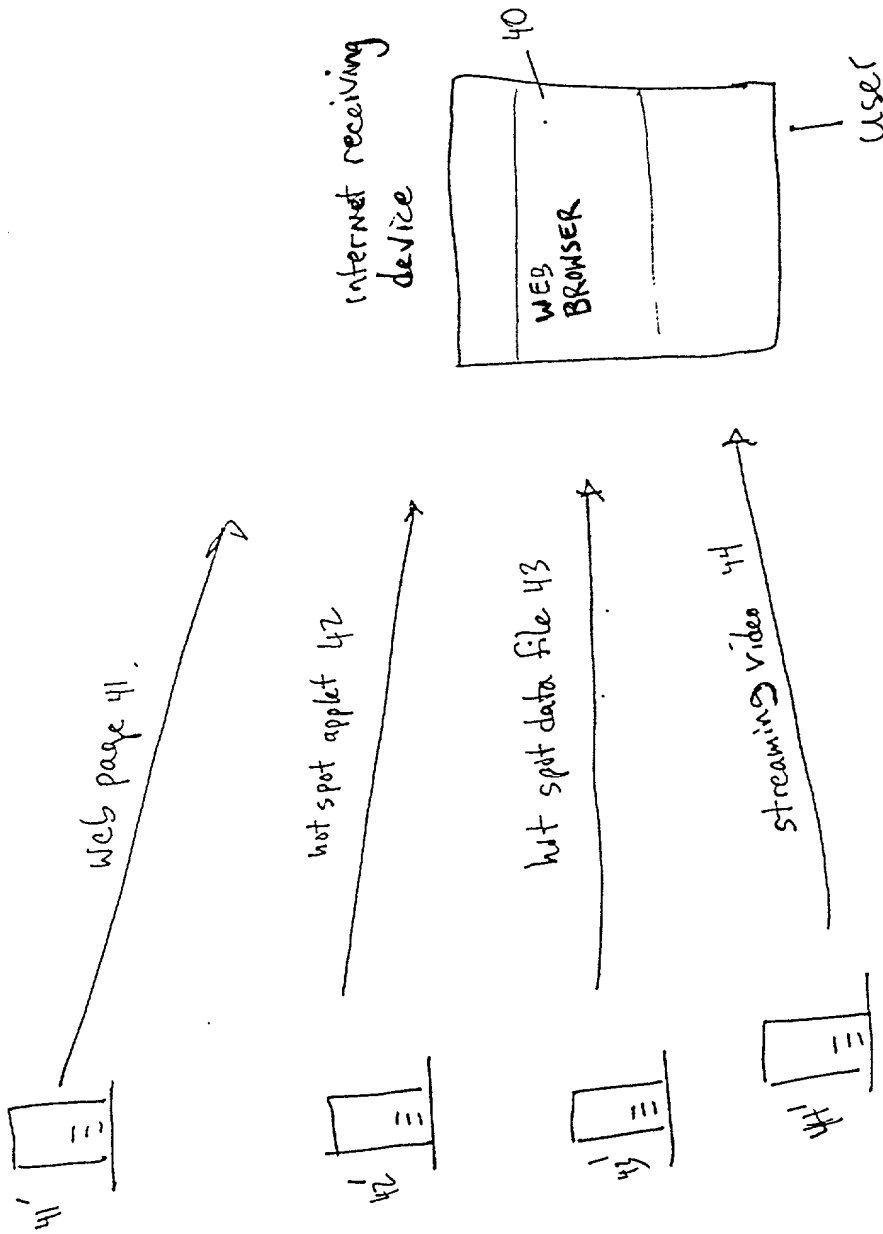 internet receiving
device
40
WEB
BROWSER
user
web page 41.
hot spot applet 42
hot spot data file 43
streaming video 44
41'
42'
43'
44'